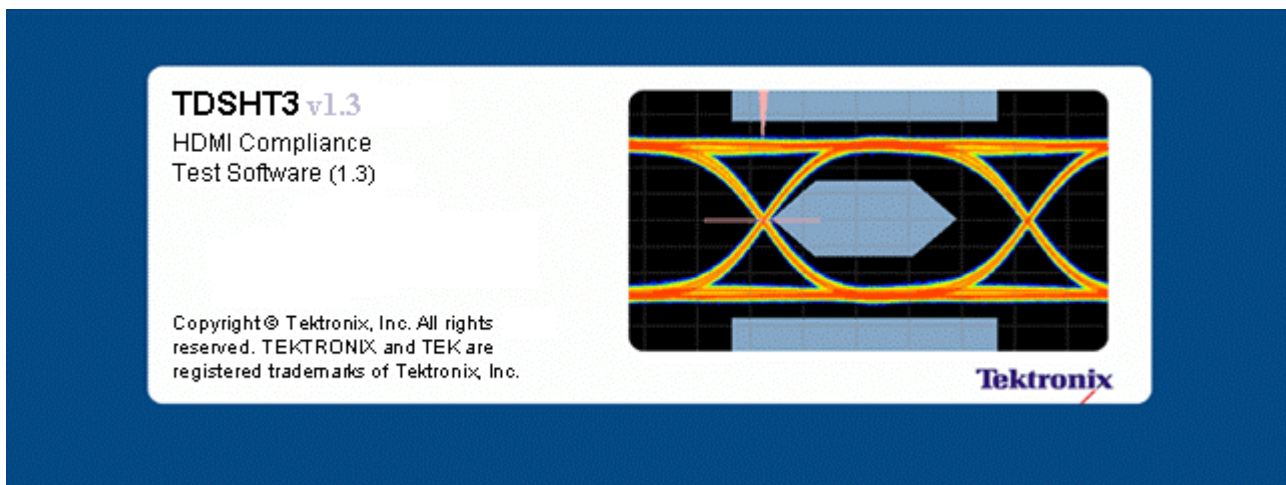 TDSHT3 v1.3
HDMI Compliance
Test Software (1.3)
Copyright © Tektronix, Inc. All rights
reserved. TEKTRONIX and TEK are
registered trademarks of Tektronix, Inc.
Tektronix